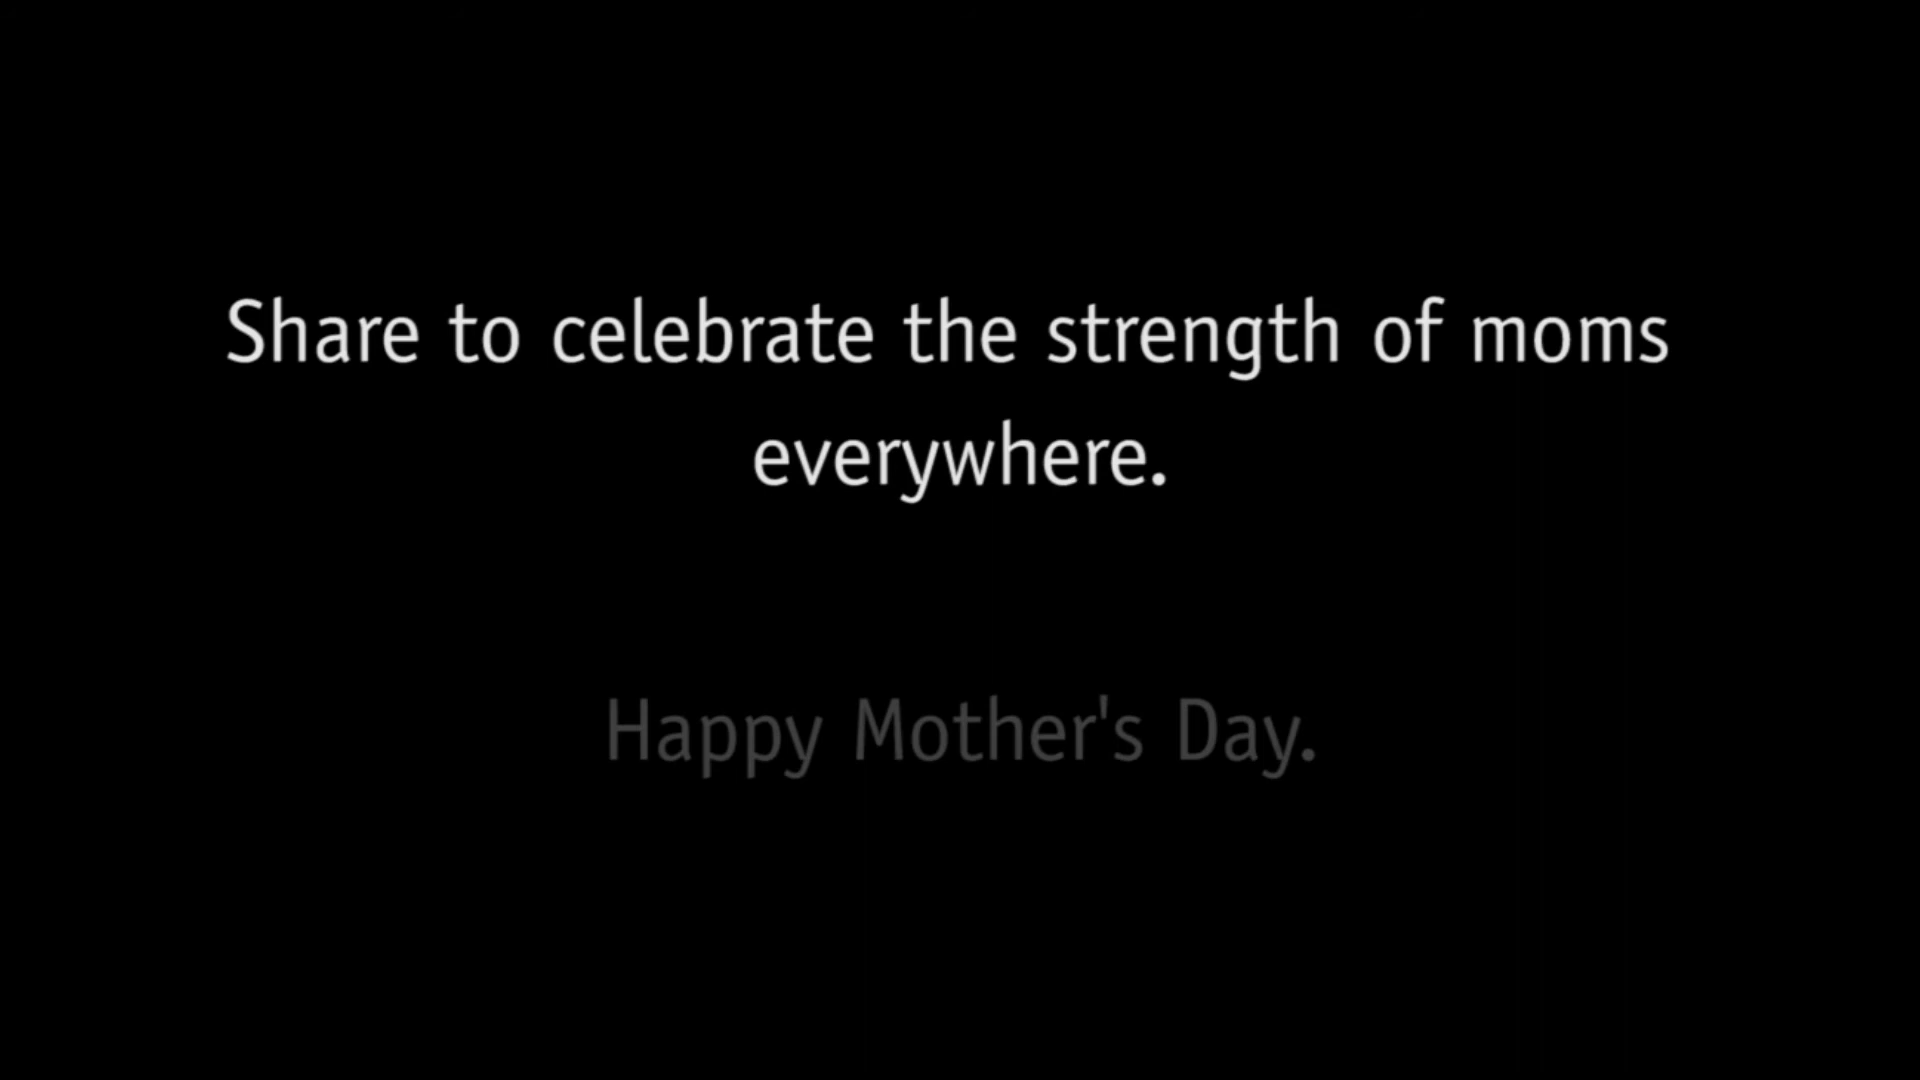 Share to celebrate the strength of moms
everywhere.
Happy Mother's Day.